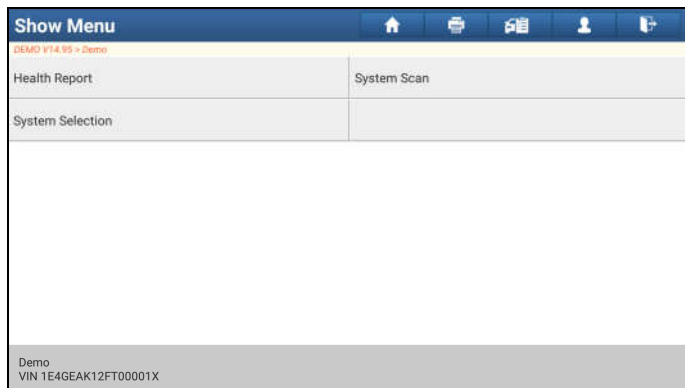 Show Menu
DEMO V14.95 > Demo
Health Report
System Scan
System Selection
Demo
VIN 1E4GEAK12FT00001X